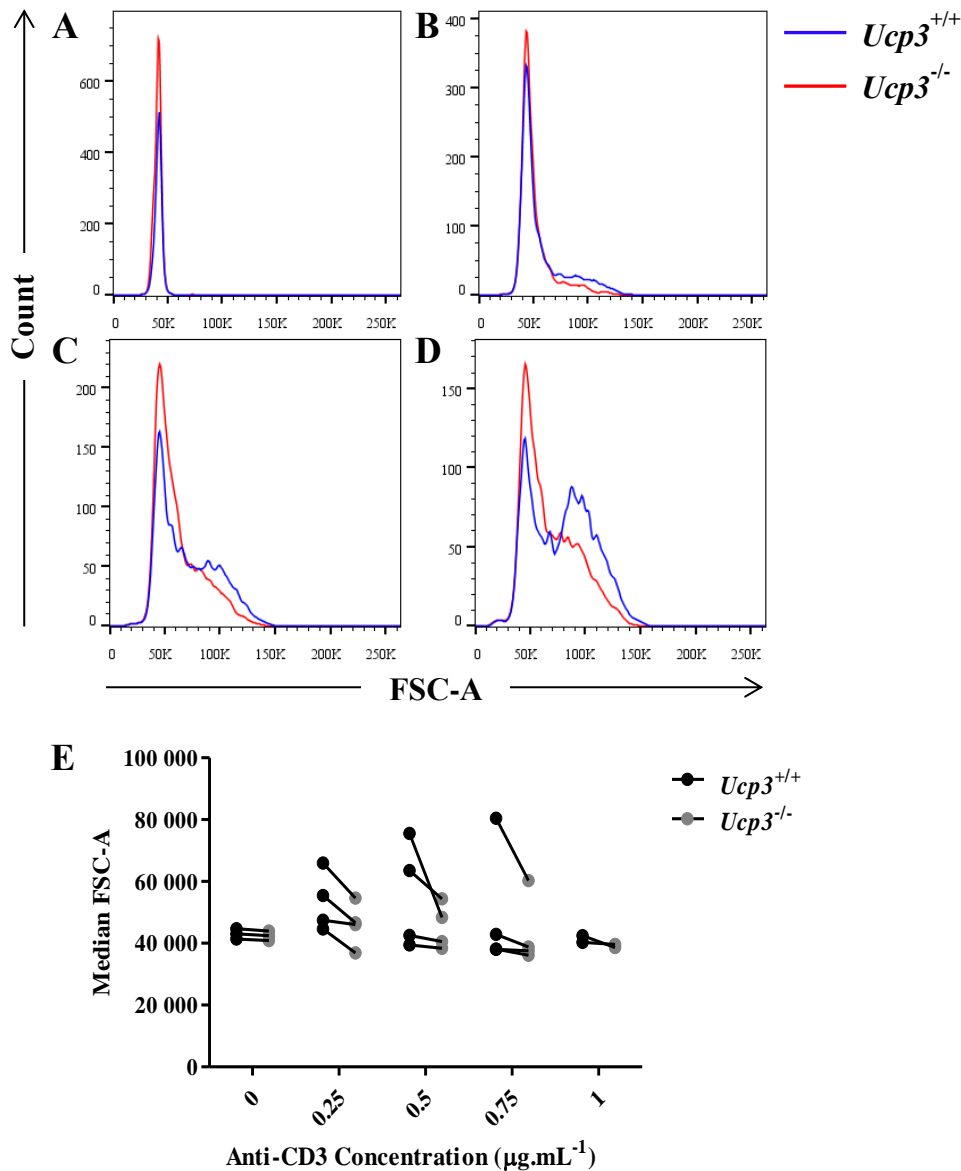 A
B
Ucp3+/+
Ucp3-/-
600
400
200
0
0 50K 100K 150K 200K 250K
400
300
200
100
0
0 50K 100K 150K 200K 250K
Count
C
D
200
150
100
50
0
0 50K 100K 150K 200K 250K
150
100
50
0
0 50K 100K 150K 200K 250K
FSC-A
E
100 000
80 000
60 000
40 000
20 000
0
Median FSC-A
Ucp3+/+
Ucp3-/-
0 0.25 0.5 0.75 1
Anti-CD3 Concentration (μg.mL-1)